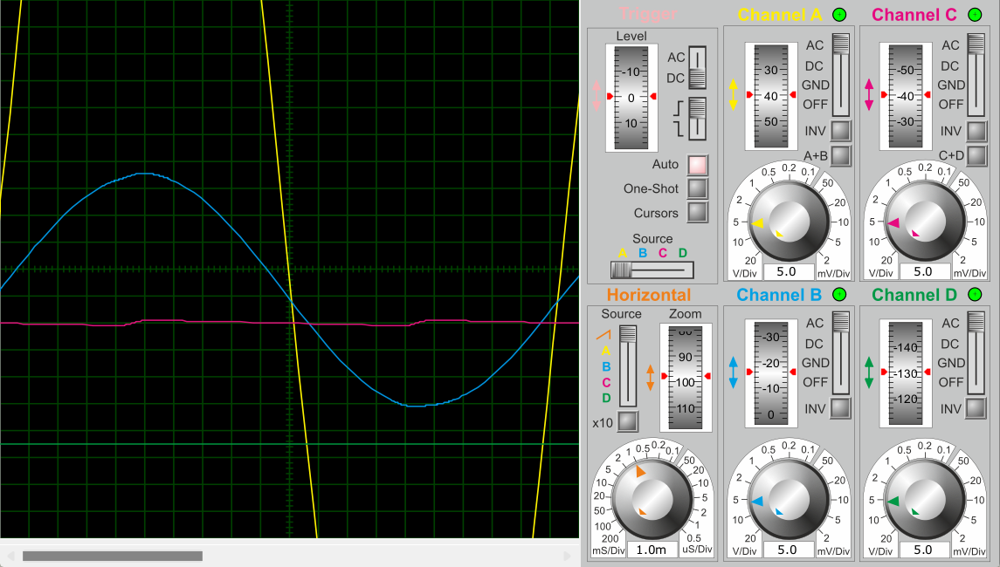 Trigger
Level
-10
0
10
AC
DC
Auto
One-Shot
Cursors
Source
A B C D
Channel A
30
40
50
AC
DC
GND
OFF
INV
A+B
0.5 0.2 0.1
1 50
2 20
5 10
10 5
20 2
V/Div 5.0 mV/Div
Channel C
-50
-40
-30
AC
DC
GND
OFF
INV
C+D
0.5 0.2 0.1
1 50
2 20
5 10
10 5
20 2
V/Div 5.0 mV/Div
Horizontal
Source
A
B
C
D
x10
Zoom
90
100
110
0.5 0.2 0.1
1 50
2 20
5 10
10 5
20 2
50 1
100 0.5
200
mS/Div 1.0m uS/Div
Channel B
-30
-20
-10
0
AC
DC
GND
OFF
INV
0.5 0.2 0.1
1 50
2 20
5 10
10 5
20 2
V/Div 5.0 mV/Div
Channel D
-140
-130
-120
AC
DC
GND
OFF
INV
0.5 0.2 0.1
1 50
2 20
5 10
10 5
20 2
V/Div 5.0 mV/Div